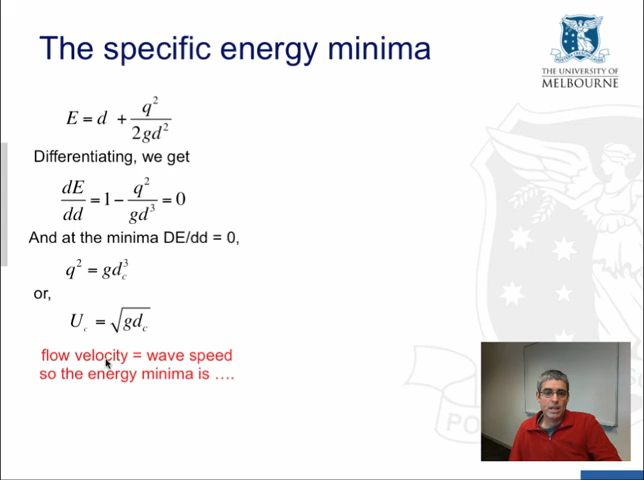 The specific energy minima
THE UNIVERSITY OF
MELBOURNE
E = d + q²/2gd²
Differentiating, we get
dE/dd = 1 − q²/gd³ = 0
And at the minima DE/dd = 0,
q² = gd_c³
or,
U_c = √gd_c
flow velocity = wave speed
so the energy minima is ....